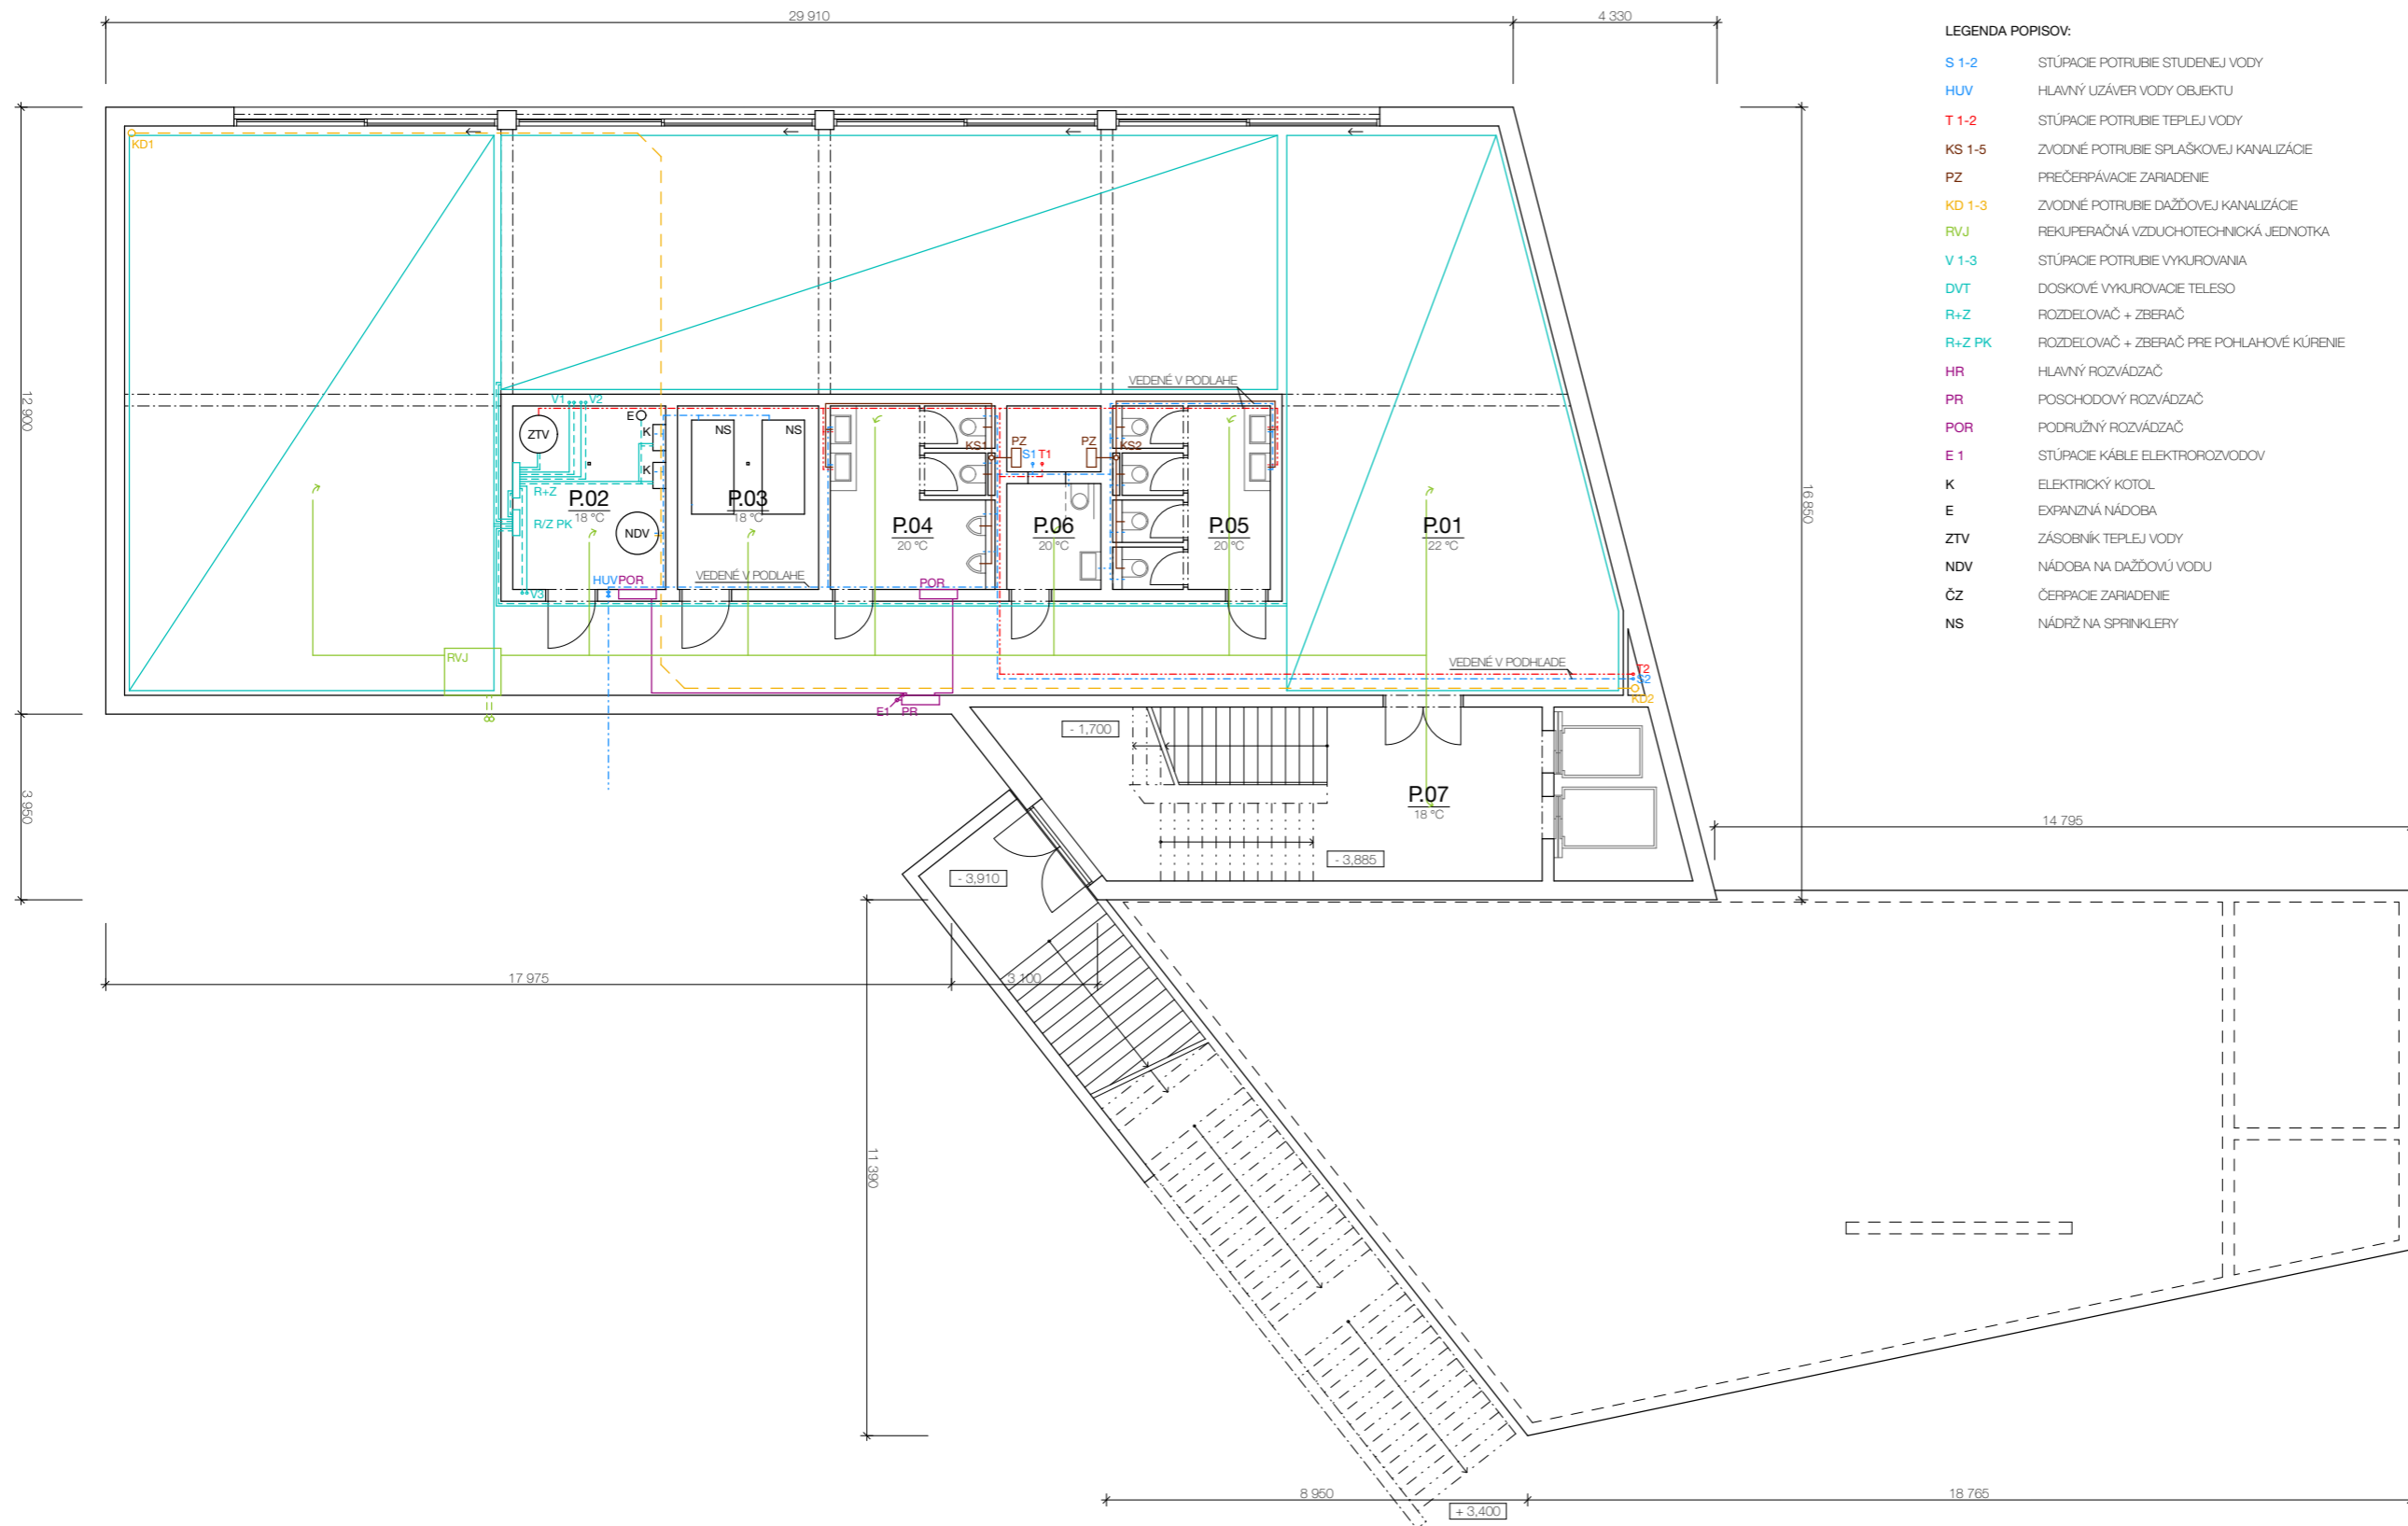 29 910
4 330
LEGENDA POPISOV:
S 1-2 STÚPACIE POTRUBIE STUDENEJ VODY
HUV HLAVNÝ UZÁVER VODY OBJEKTU
T 1-2 STÚPACIE POTRUBIE TEPLEJ VODY
KS 1-5 ZVODNÉ POTRUBIE SPLAŠKOVEJ KANALIZÁCIE
PZ PREČERPÁVACIE ZARIADENIE
KD 1-3 ZVODNÉ POTRUBIE DAŽĎOVEJ KANALIZÁCIE
RVJ REKUPERAČNÁ VZDUCHOTECHNICKÁ JEDNOTKA
V 1-3 STÚPACIE POTRUBIE VYKUROVANIA
DVT DOSKOVÉ VYKUROVACIE TELESO
R+Z ROZDEĽOVAČ + ZBERAČ
R+Z PK ROZDEĽOVAČ + ZBERAČ PRE POHLAHOVÉ KÚRENIE
HR HLAVNÝ ROZVÁDZAČ
PR POSCHODOVÝ ROZVÁDZAČ
POR PODRUŽNÝ ROZVÁDZAČ
E 1 STÚPACIE KÁBLE ELEKTROROZVODOV
K ELEKTRICKÝ KOTOL
E EXPANZNÁ NÁDOBA
ZTV ZÁSOBNÍK TEPLEJ VODY
NDV NÁDOBA NA DAŽĎOVÚ VODU
ČZ ČERPACIE ZARIADENIE
NS NÁDRŽ NA SPRINKLERY
KD1
12 900
3 950
16 850
VEDENÉ V PODLAHE
V1
V2
E
ZTV
K
K
NS
NS
KS1
PZ
PZ
KS2
S1
T1
R+Z
R/Z PK
P.02
18 °C
NDV
P.03
18 °C
P.04
20 °C
P.06
20 °C
P.05
20 °C
P.01
22 °C
VEDENÉ V PODLAHE
HUV
POR
POR
V3
RVJ
VEDENÉ V PODHĽADE
T2
S2
KD2
E1
PR
- 1,700
P.07
18 °C
- 3,885
- 3,910
14 795
17 975
3 100
11 390
8 950
18 765
+ 3,400